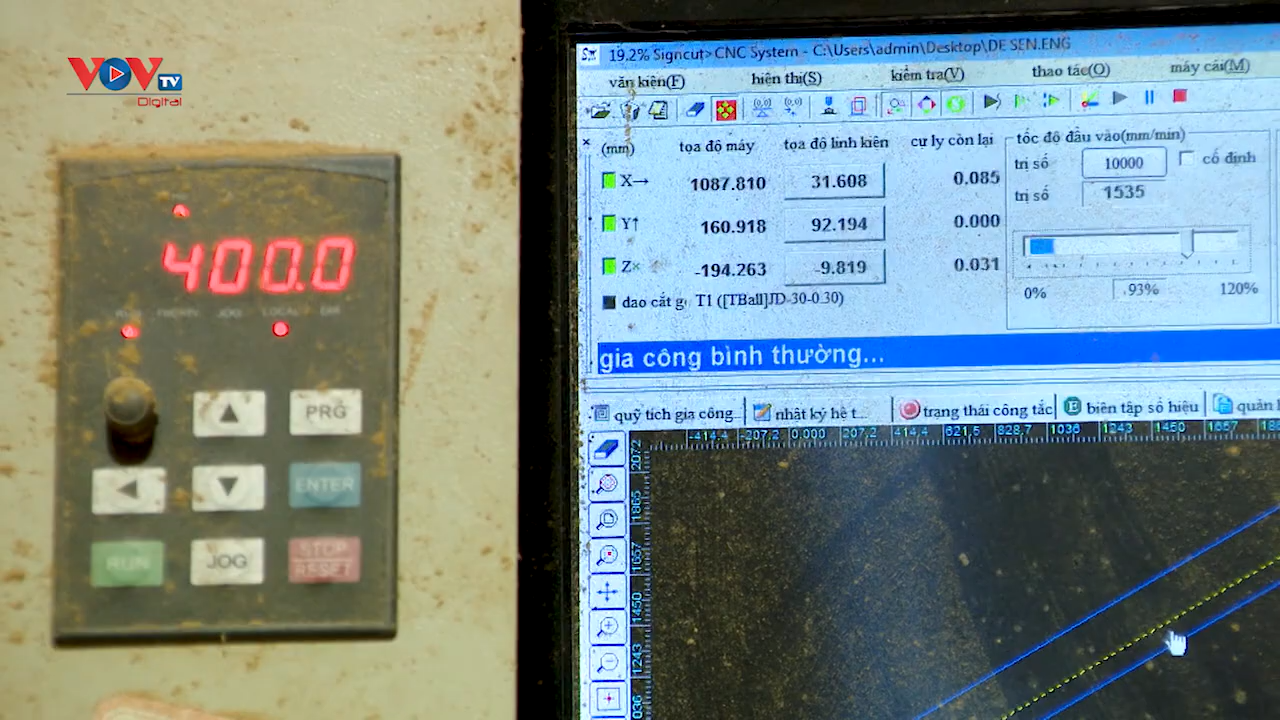 VOV TV
Digital
400.0
LOCAL
PRG
ENTER
RUN
JOG
STOP
RESET
19.2% Signcut>CNC System - C:\Users\admin\Desktop\DE SEN.ENG
văn kiện(F) hiện thị(S) kiểm tra(V) thao tác(O) máy cái(M)
(mm) tọa độ máy tọa độ linh kiện cự ly còn lại tốc độ đầu vào(mm/min)
trị số 10000 cố định
X→ 1087.810 31.608 0.085
trị số 1535
Y↑ 160.918 92.194 0.000
Z× -194.263 -9.819 0.031
0% 93% 120%
dao cắt T1 ([TBall]JD-30-0.30)
gia công bình thường...
quỹ tích gia công... nhật ký hệ t... trạng thái công tắc biên tập số hiệu quản
-414.4 -207.2 0.000 207.2 414.4 621.5 828.7 1036 1243 1450 1657
2072
1865
1657
1450
1243
036